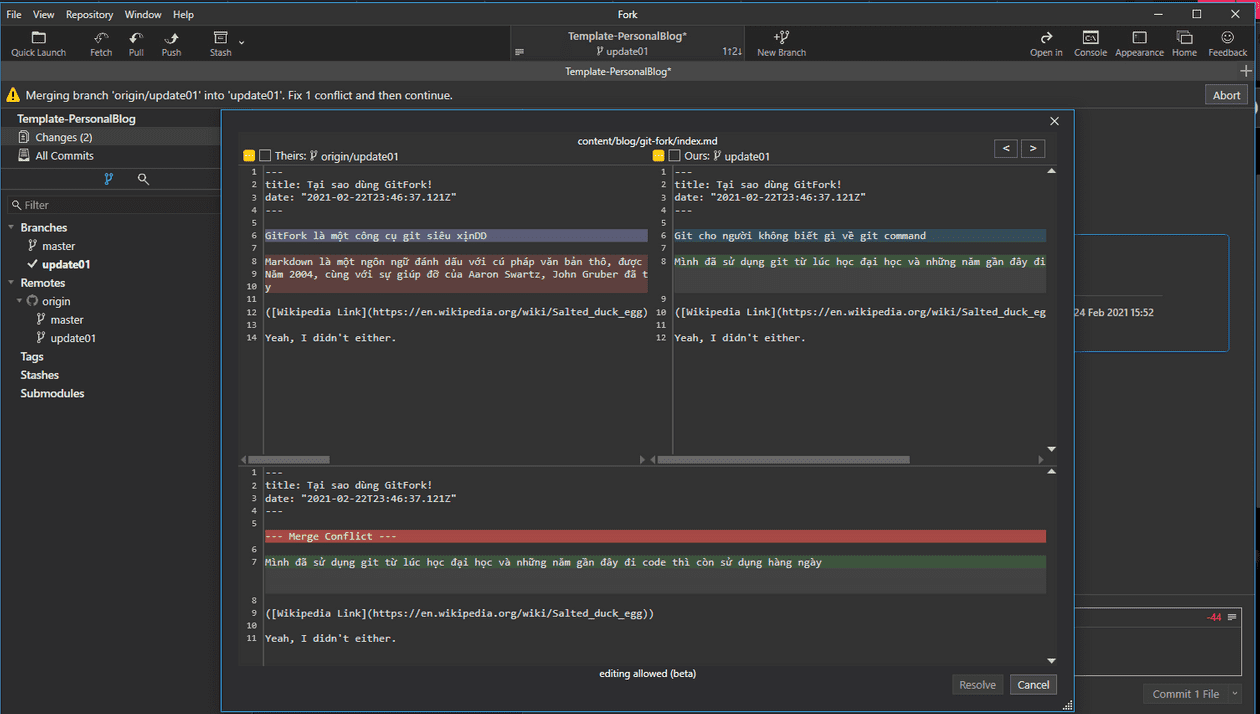 File View Repository Window Help
Fork
Quick Launch Fetch Pull Push Stash
Template-PersonalBlog*
update01
1↑2↓
New Branch
Open in Console Appearance Home Feedback
Template-PersonalBlog*
Merging branch 'origin/update01' into 'update01'. Fix 1 conflict and then continue.
Abort
Template-PersonalBlog
Changes (2)
All Commits
Filter
Branches
master
update01
Remotes
origin
master
update01
Tags
Stashes
Submodules
content/blog/git-fork/index.md
< >
Theirs: origin/update01
1 ---
2 title: Tại sao dùng GitFork!
3 date: "2021-02-22T23:46:37.121Z"
4 ---
5
6 GitFork là một công cụ git siêu xịnDD
7
8 Markdown là một ngôn ngữ đánh dấu với cú pháp văn bản thô, được
9 Năm 2004, cùng với sự giúp đỡ của Aaron Swartz, John Gruber đã t
10 y
11
12 ([Wikipedia Link](https://en.wikipedia.org/wiki/Salted_duck_egg)
13
14 Yeah, I didn't either.
Ours: update01
1 ---
2 title: Tại sao dùng GitFork!
3 date: "2021-02-22T23:46:37.121Z"
4 ---
5
6 Git cho người không biết gì về git command
7
8 Mình đã sử dụng git từ lúc học đại học và những năm gần đây đi
9
10 ([Wikipedia Link](https://en.wikipedia.org/wiki/Salted_duck_eg
11
12 Yeah, I didn't either.
24 Feb 2021 15:52
1 ---
2 title: Tại sao dùng GitFork!
3 date: "2021-02-22T23:46:37.121Z"
4 ---
5
--- Merge Conflict ---
6
7 Mình đã sử dụng git từ lúc học đại học và những năm gần đây đi code thì còn sử dụng hàng ngày
8
9 ([Wikipedia Link](https://en.wikipedia.org/wiki/Salted_duck_egg))
10
11 Yeah, I didn't either.
-44
editing allowed (beta)
Resolve Cancel
Commit 1 File